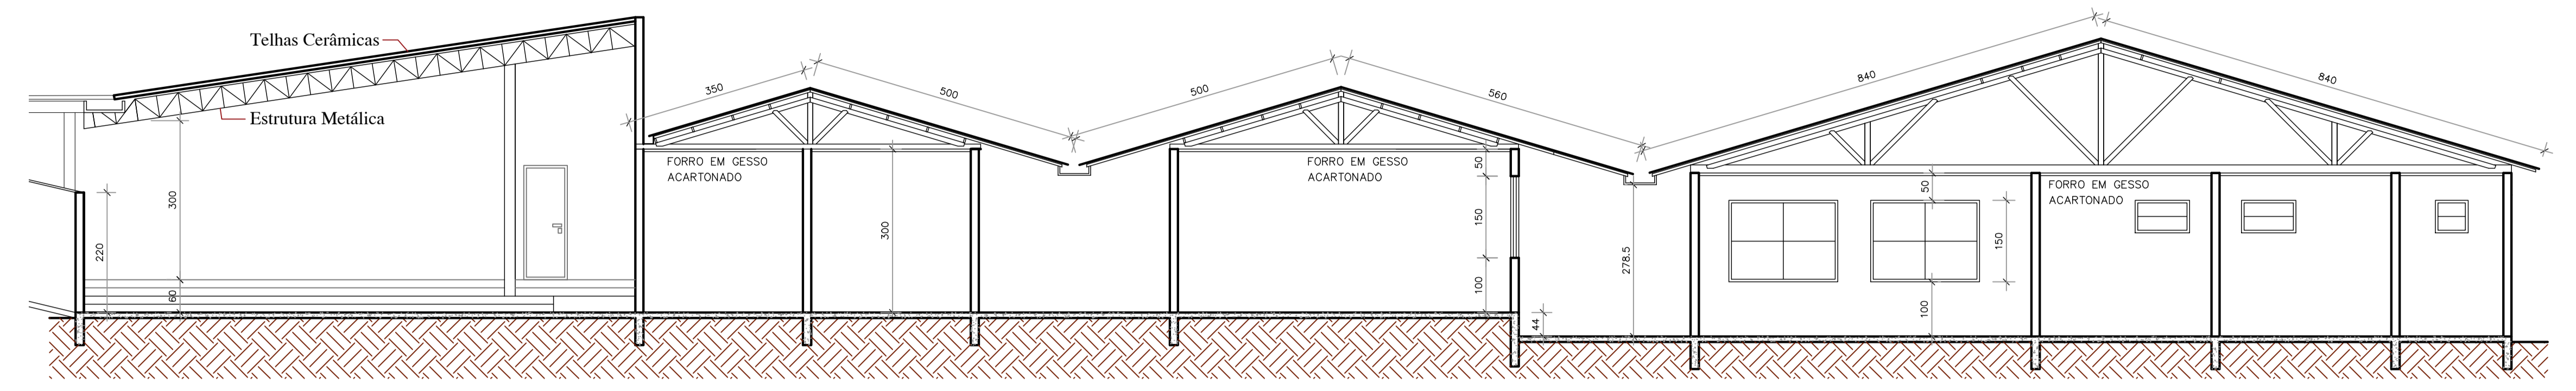 Telhas Cerâmicas
Estrutura Metálica
220
300
60
350
500
FORRO EM GESSO
ACARTONADO
300
500
560
FORRO EM GESSO
ACARTONADO
50
150
100
44
278.5
840
840
50
100
150
FORRO EM GESSO
ACARTONADO